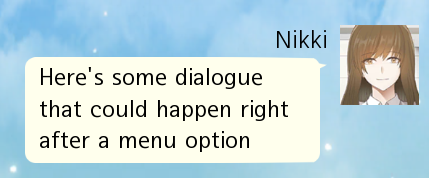 Nikki
Here's some dialogue
that could happen right
after a menu option